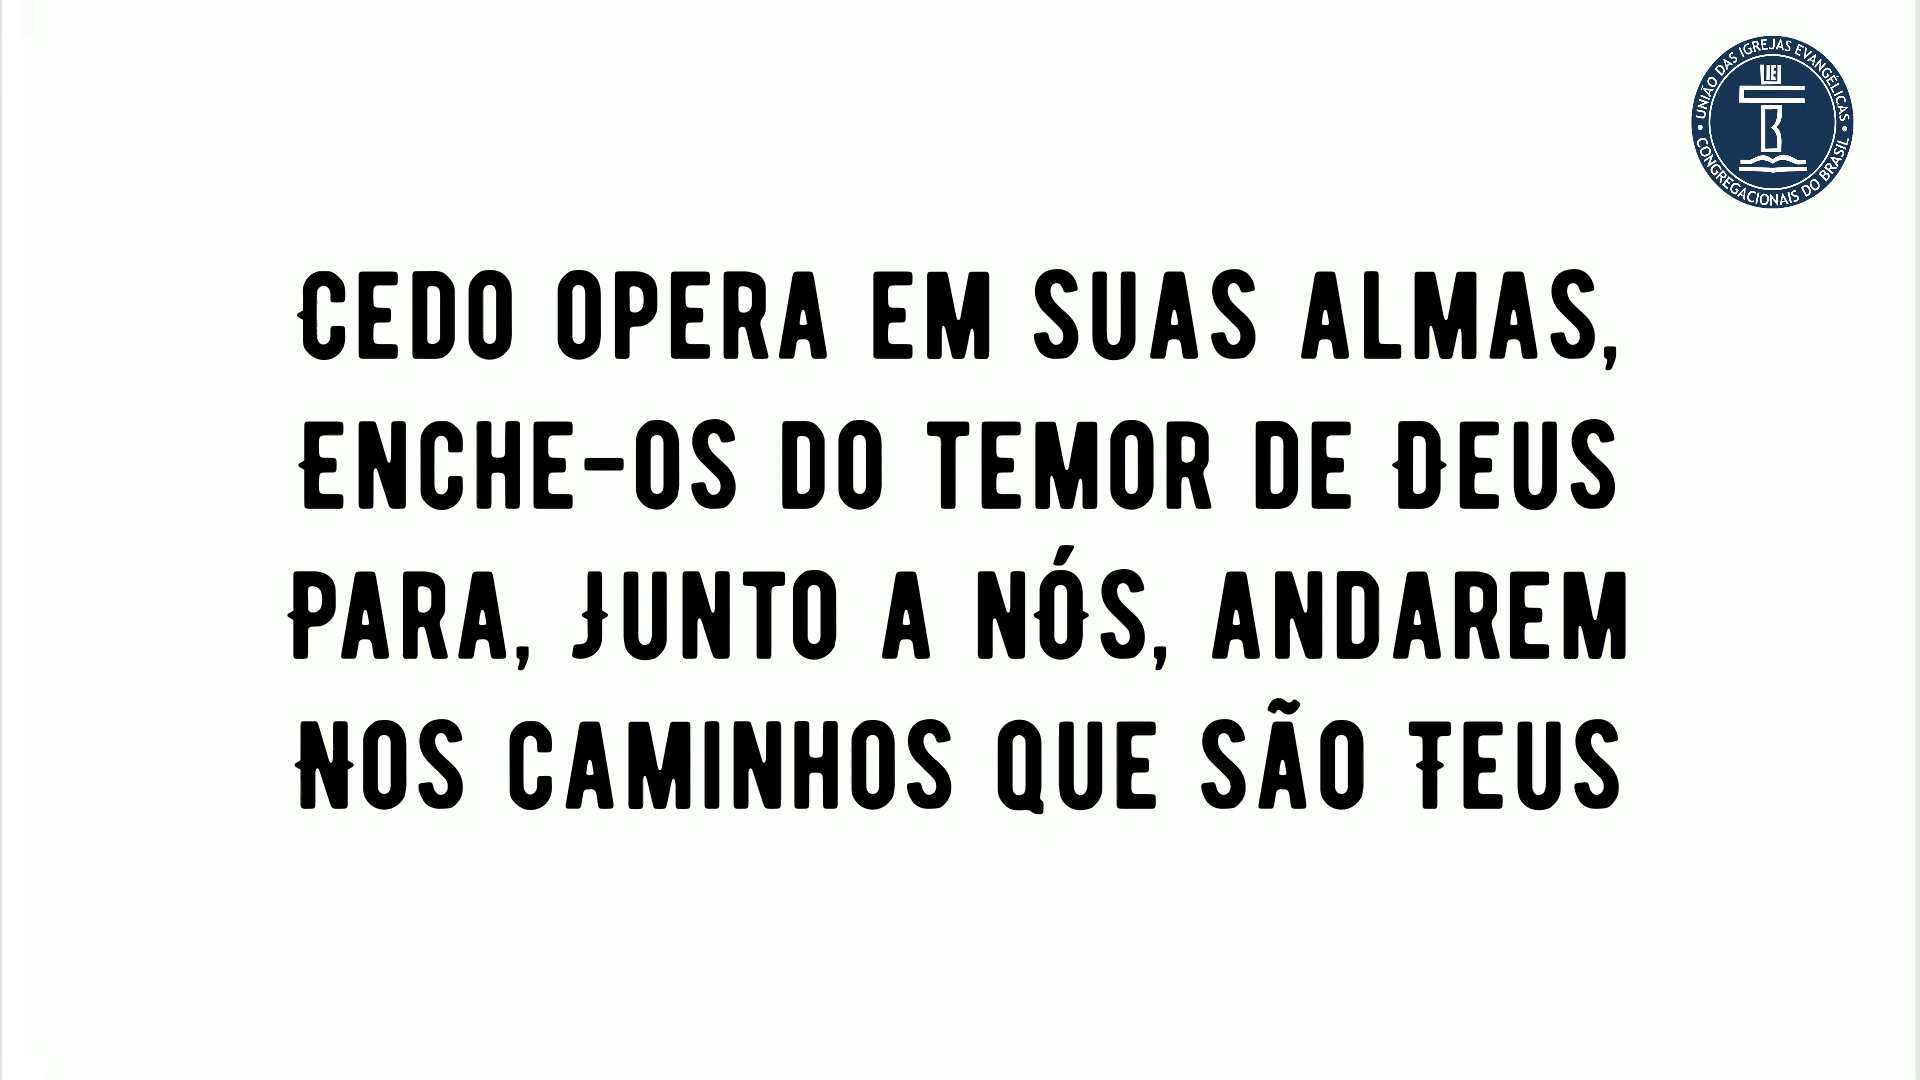 UNIÃO DAS IGREJAS EVANGÉLICAS
CONGREGACIONAIS DO BRASIL
Cedo opera em suas almas,
Enche-os do temor de Deus
Para, junto a nós, andarem
Nos caminhos que são Teus